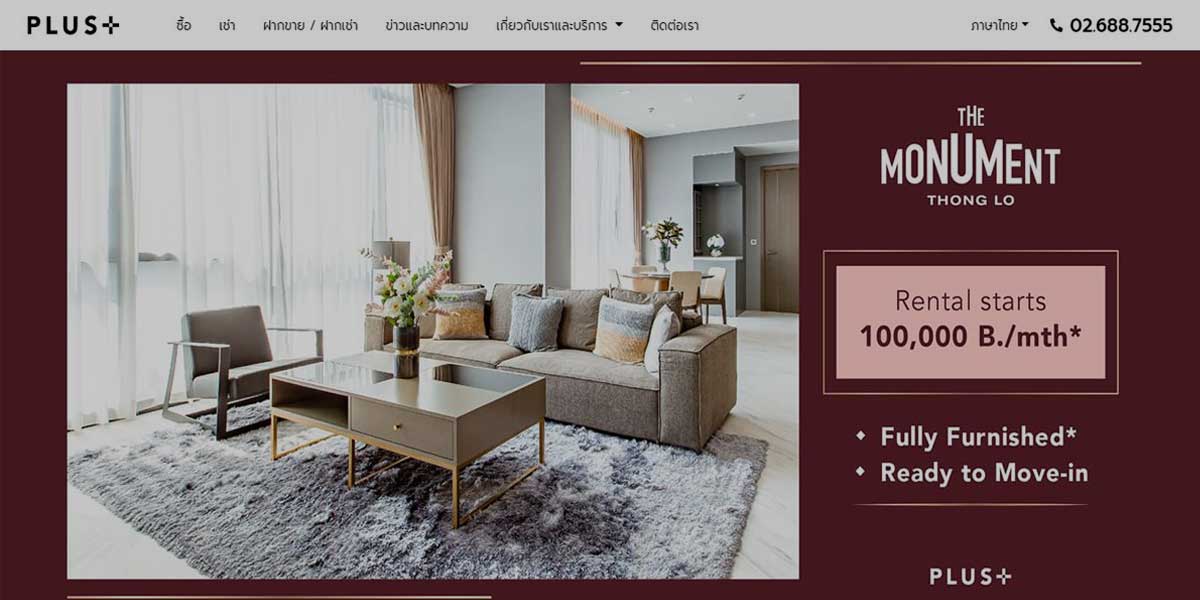 PLUS+ ซื้อ เช่า ฝากขาย / ฝากเช่า ข่าวและบทความ เกี่ยวกับเราและบริการ ติดต่อเรา ภาษาไทย 02.688.7555
THE
MONUMENT
THONG LO
Rental starts
100,000 B./mth*
Fully Furnished*
Ready to Move-in
PLUS+